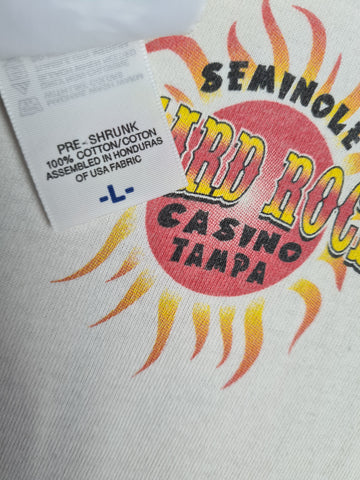 PRE-SHRUNK
100% COTTON/COTON
ASSEMBLED IN HONDURAS
OF USA FABRIC
-L-
SEMINOLE
CASINO
TAMPA